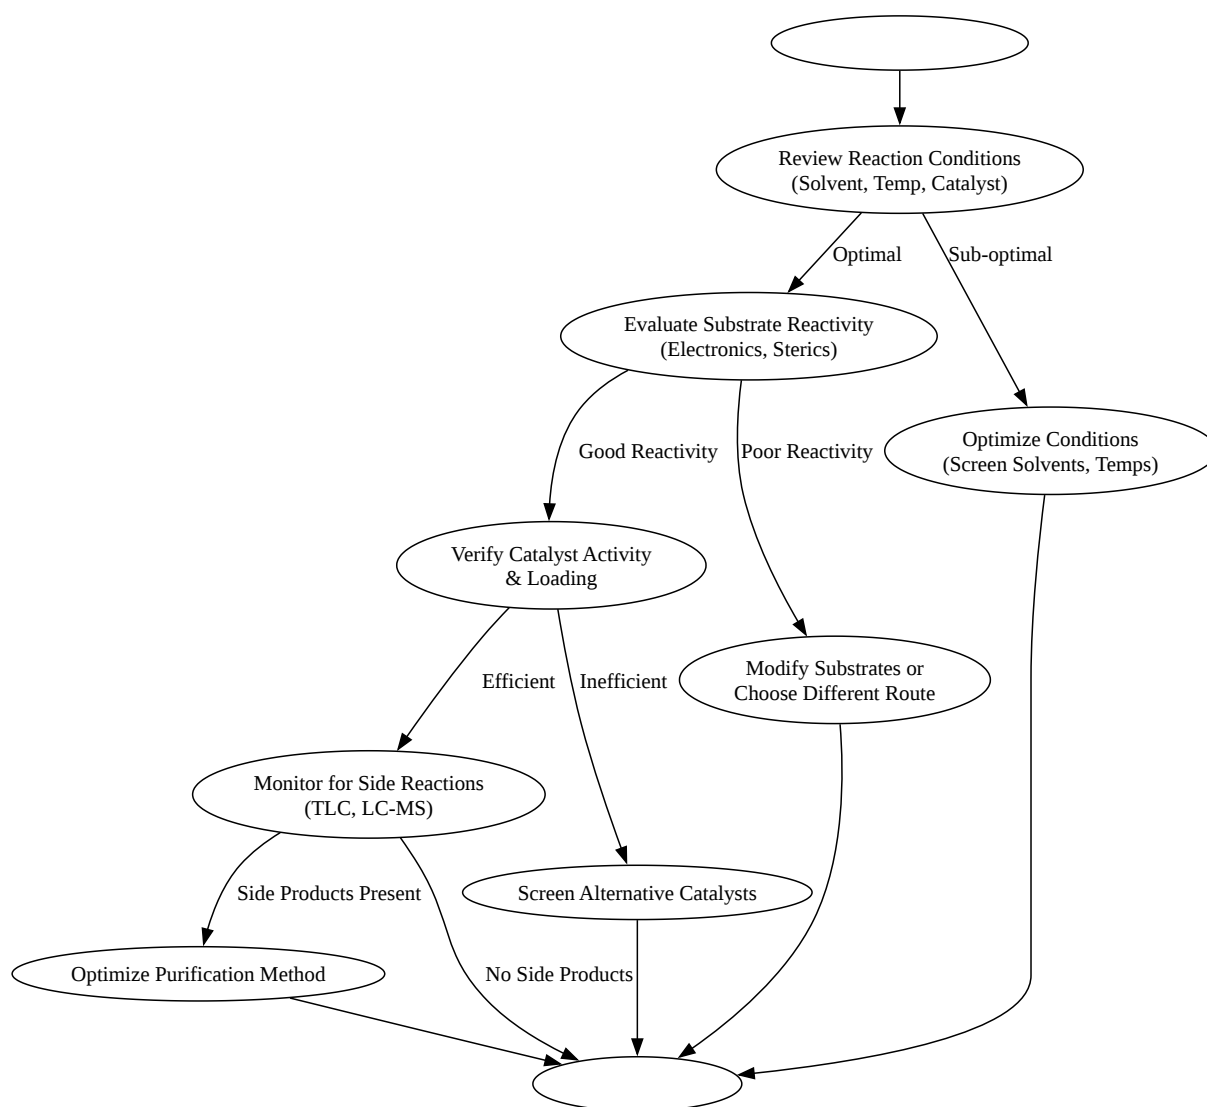 Review Reaction Conditions
(Solvent, Temp, Catalyst)
Optimal
Sub-optimal
Evaluate Substrate Reactivity
(Electronics, Sterics)
Good Reactivity
Poor Reactivity
Optimize Conditions
(Screen Solvents, Temps)
Verify Catalyst Activity
& Loading
Efficient
Inefficient
Modify Substrates or
Choose Different Route
Monitor for Side Reactions
(TLC, LC-MS)
Side Products Present
Screen Alternative Catalysts
Optimize Purification Method
No Side Products